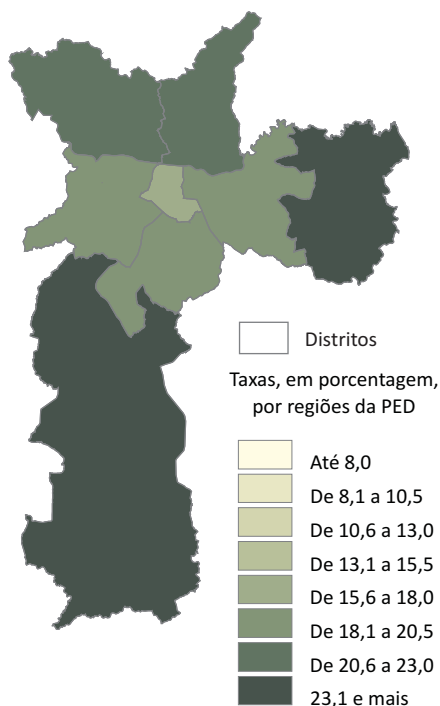 Distritos
Taxas, em porcentagem,
por regiões da PED
Até 8,0
De 8,1 a 10,5
De 10,6 a 13,0
De 13,1 a 15,5
De 15,6 a 18,0
De 18,1 a 20,5
De 20,6 a 23,0
23,1 e mais